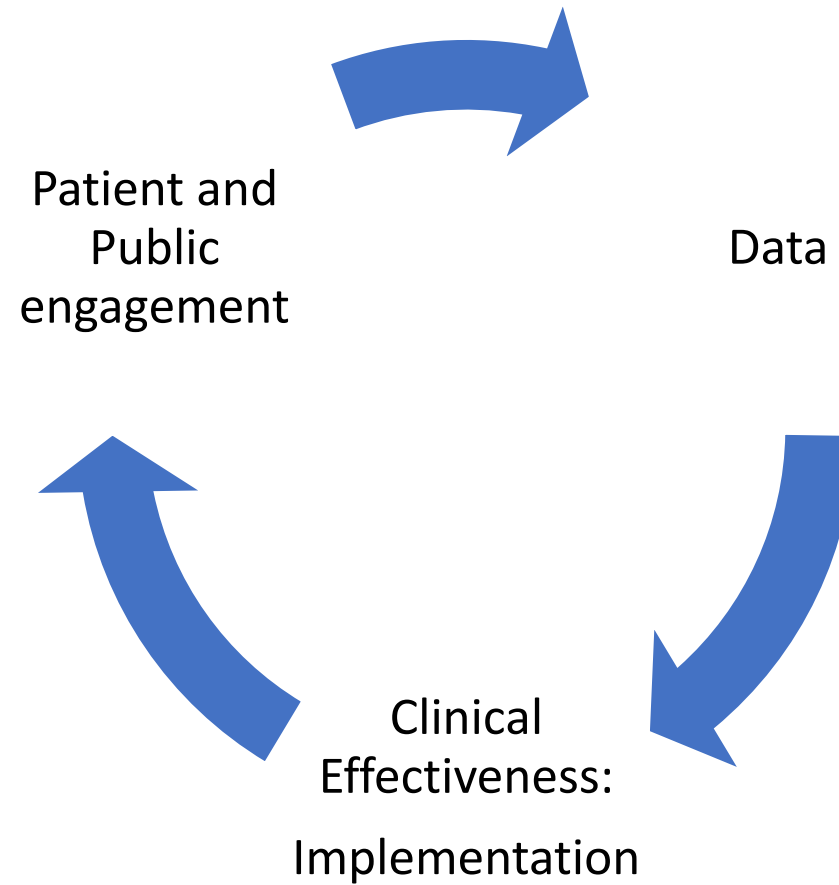 Patient and
Public
engagement
Data
Clinical
Effectiveness:
Implementation